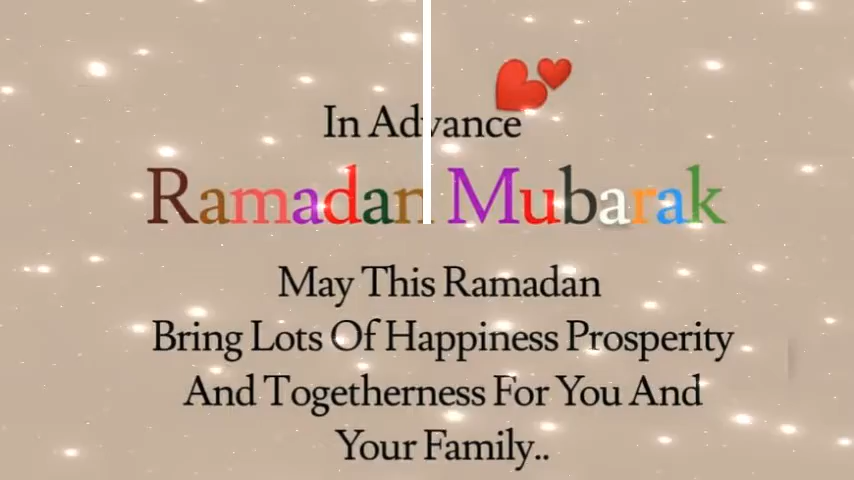 In Advance
Ramadan Mubarak
May This Ramadan
Bring Lots Of Happiness Prosperity
And Togetherness For You And
Your Family..